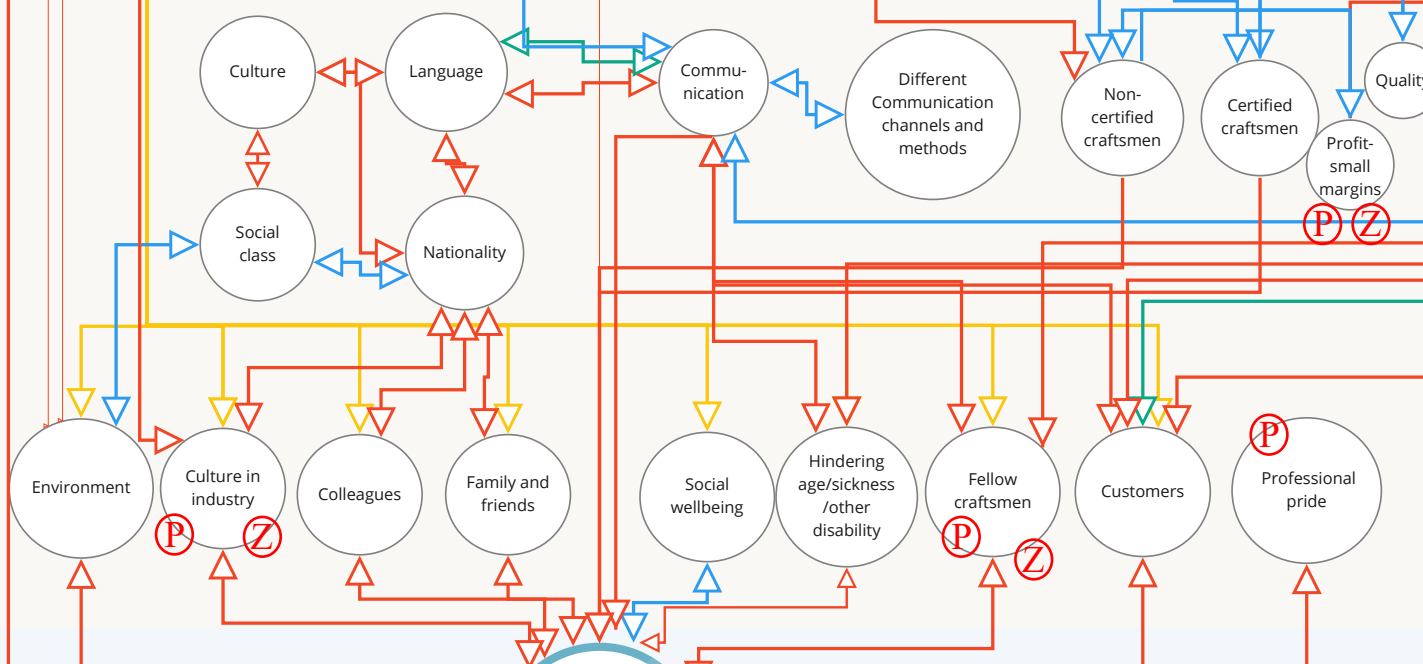 Culture
Language
Commu-
nication
Different
Communication
channels and
methods
Non-
certified
craftsmen
Certified
craftsmen
Quality
Profit-
small
margins
P
Z
Social
class
Nationality
Environment
Culture in
industry
P
Z
Colleagues
Family and
friends
Social
wellbeing
Hindering
age/sickness
/other
disability
Fellow
craftsmen
P
Z
Customers
P
Professional
pride